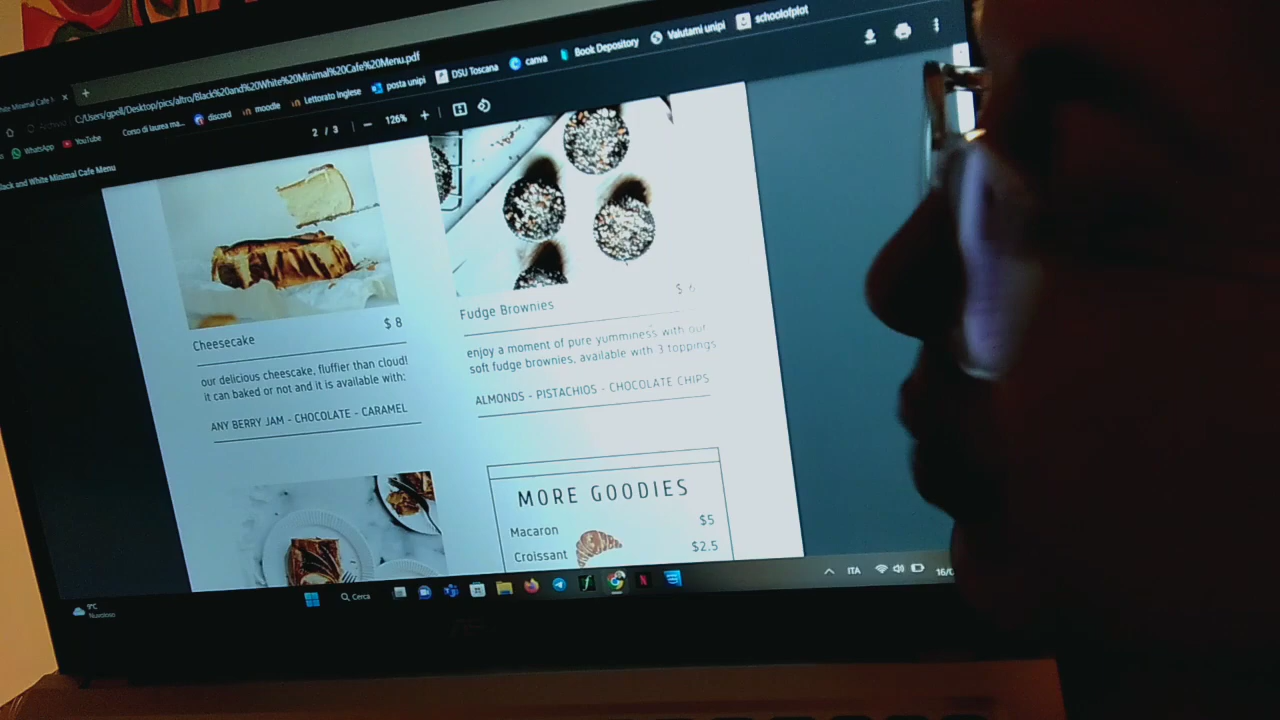 C:/Users/gpell/Desktop/pics/altro/Black%20and%20White%20Minimal%20Cafe%20Menu.pdf
WhatsApp
YouTube
Corso di laurea ma...
discord
moodle
Lettorato Inglese
posta unipi
DSU Toscana
canva
Book Depository
Valutami unipi
schoolofplot
Black and White Minimal Cafe Menu
2 / 3
126%
Cheesecake $ 8
our delicious cheescake, fluffier than cloud!
it can baked or not and it is available with:
ANY BERRY JAM - CHOCOLATE - CARAMEL
Fudge Brownies $ 6
enjoy a moment of pure yumminess with our
soft fudge brownies, available with 3 toppings
ALMONDS - PISTACHIOS - CHOCOLATE CHIPS
MORE GOODIES
Macaron $5
Croissant $2.5
9°C
Nuvoloso
Cerca
ITA